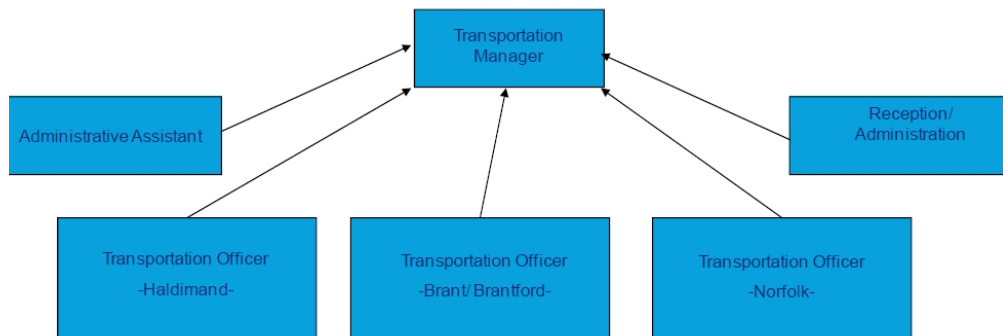 Transportation
Manager
Administrative Assistant
Reception/
Administration
Transportation Officer
-Haldimand-
Transportation Officer
-Brant/ Brantford-
Transportation Officer
-Norfolk-